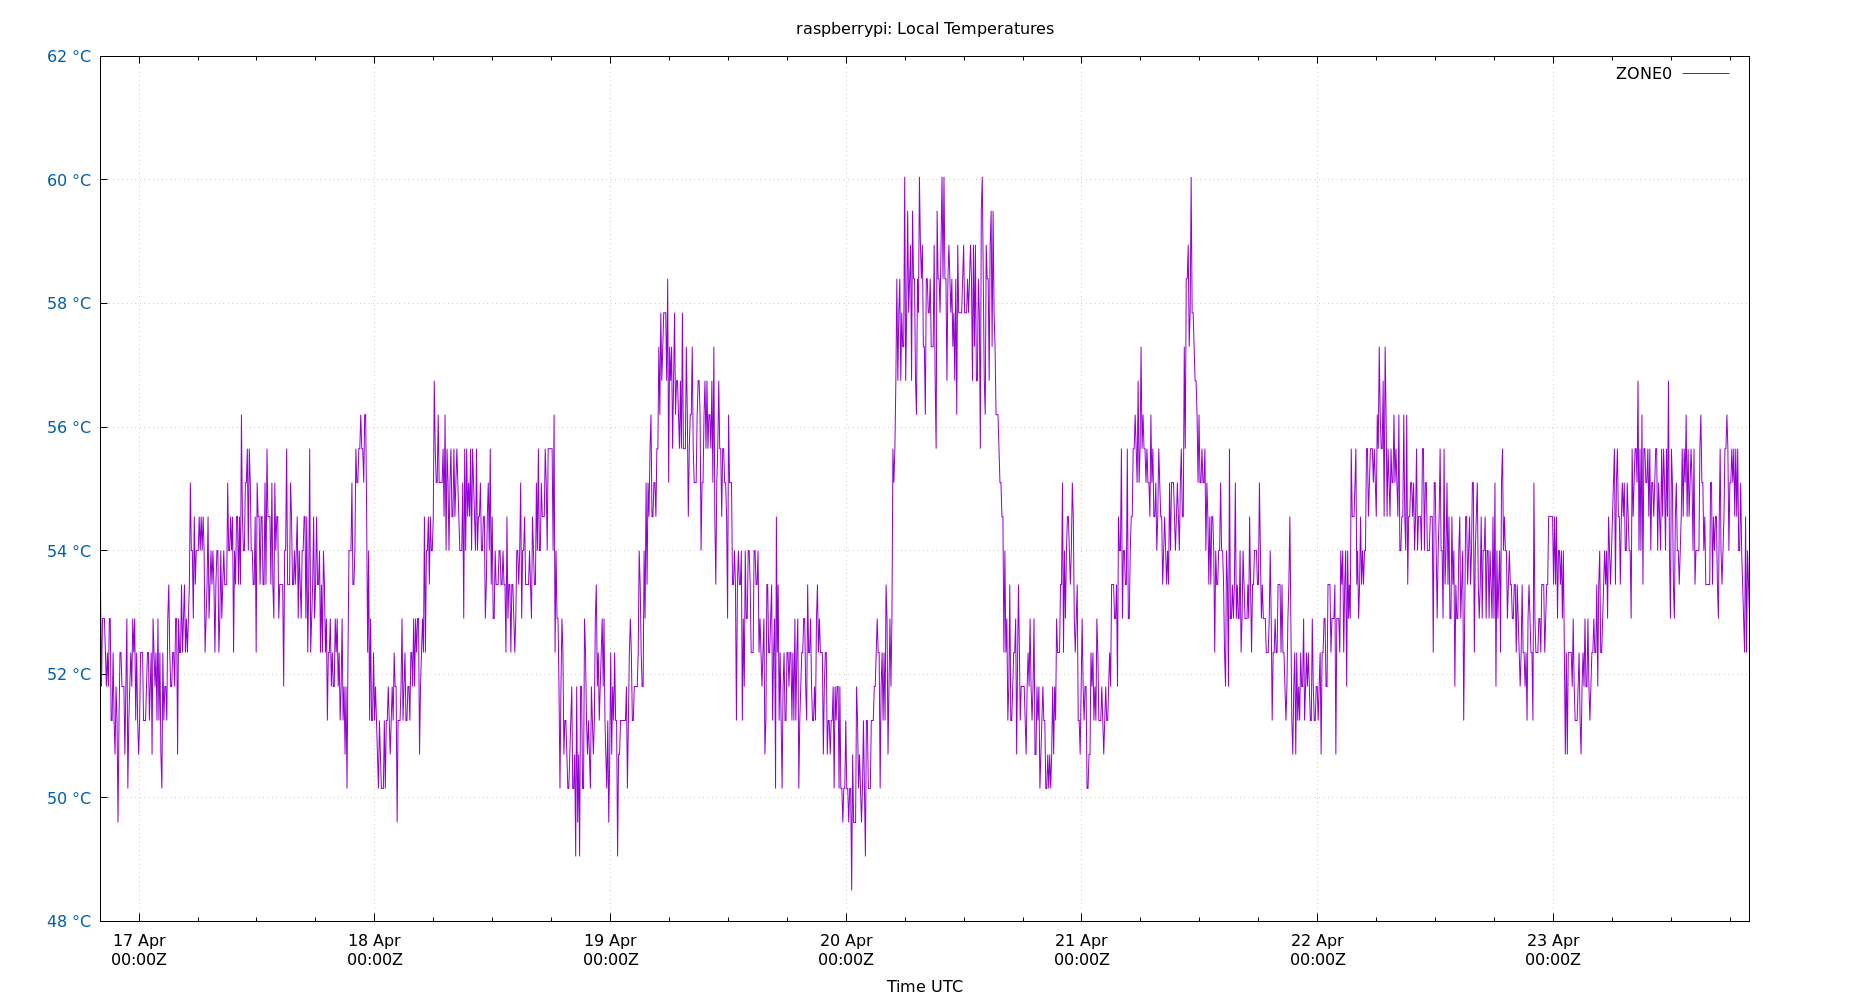 raspberrypi: Local Temperatures
62 °C
ZONE0
60 °C
58 °C
56 °C
54 °C
52 °C
50 °C
48 °C
17 Apr 18 Apr 19 Apr 20 Apr 21 Apr 22 Apr 23 Apr
00:00Z 00:00Z 00:00Z 00:00Z 00:00Z 00:00Z 00:00Z
Time UTC